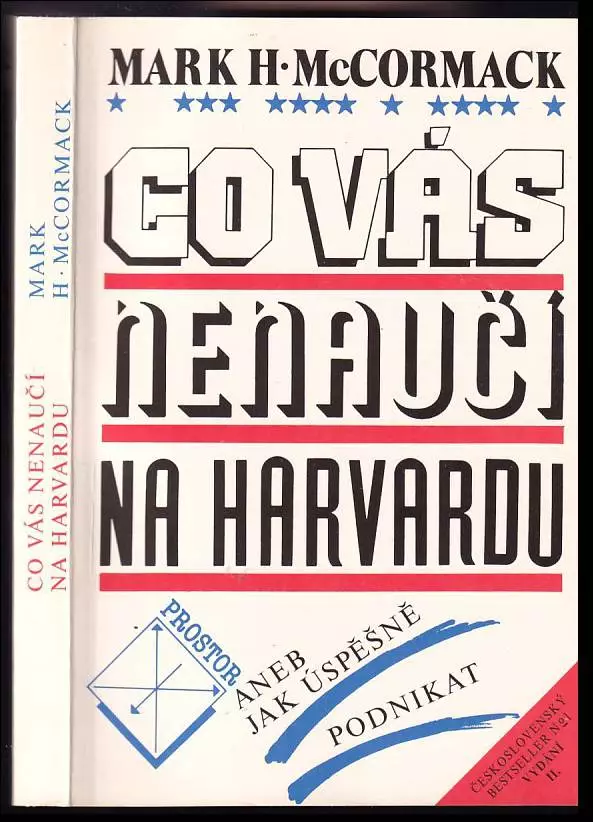 MARK H·McCORMACK
CO VÁS
NENAUČÍ
NA HARVARDU
PROSTOR
ANEB
JAK ÚSPĚŠNĚ
PODNIKAT
ČESKOSLOVENSKÝ
BESTSELLER No1
VYDÁNÍ
II.
MARK
H·McCORMACK
CO VÁS NENAUČÍ
NA HARVARDU